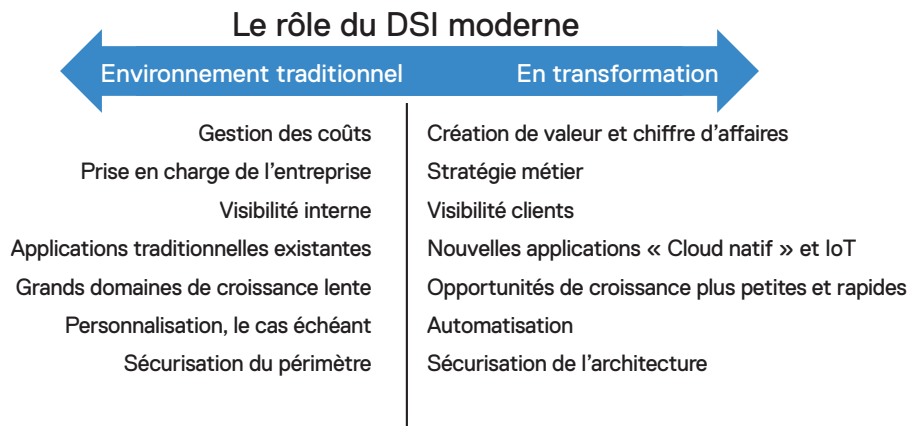 Le rôle du DSI moderne
Environnement traditionnel En transformation
Gestion des coûts Création de valeur et chiffre d’affaires
Prise en charge de l’entreprise Stratégie métier
Visibilité interne Visibilité clients
Applications traditionnelles existantes Nouvelles applications « Cloud natif » et IoT
Grands domaines de croissance lente Opportunités de croissance plus petites et rapides
Personnalisation, le cas échéant Automatisation
Sécurisation du périmètre Sécurisation de l’architecture